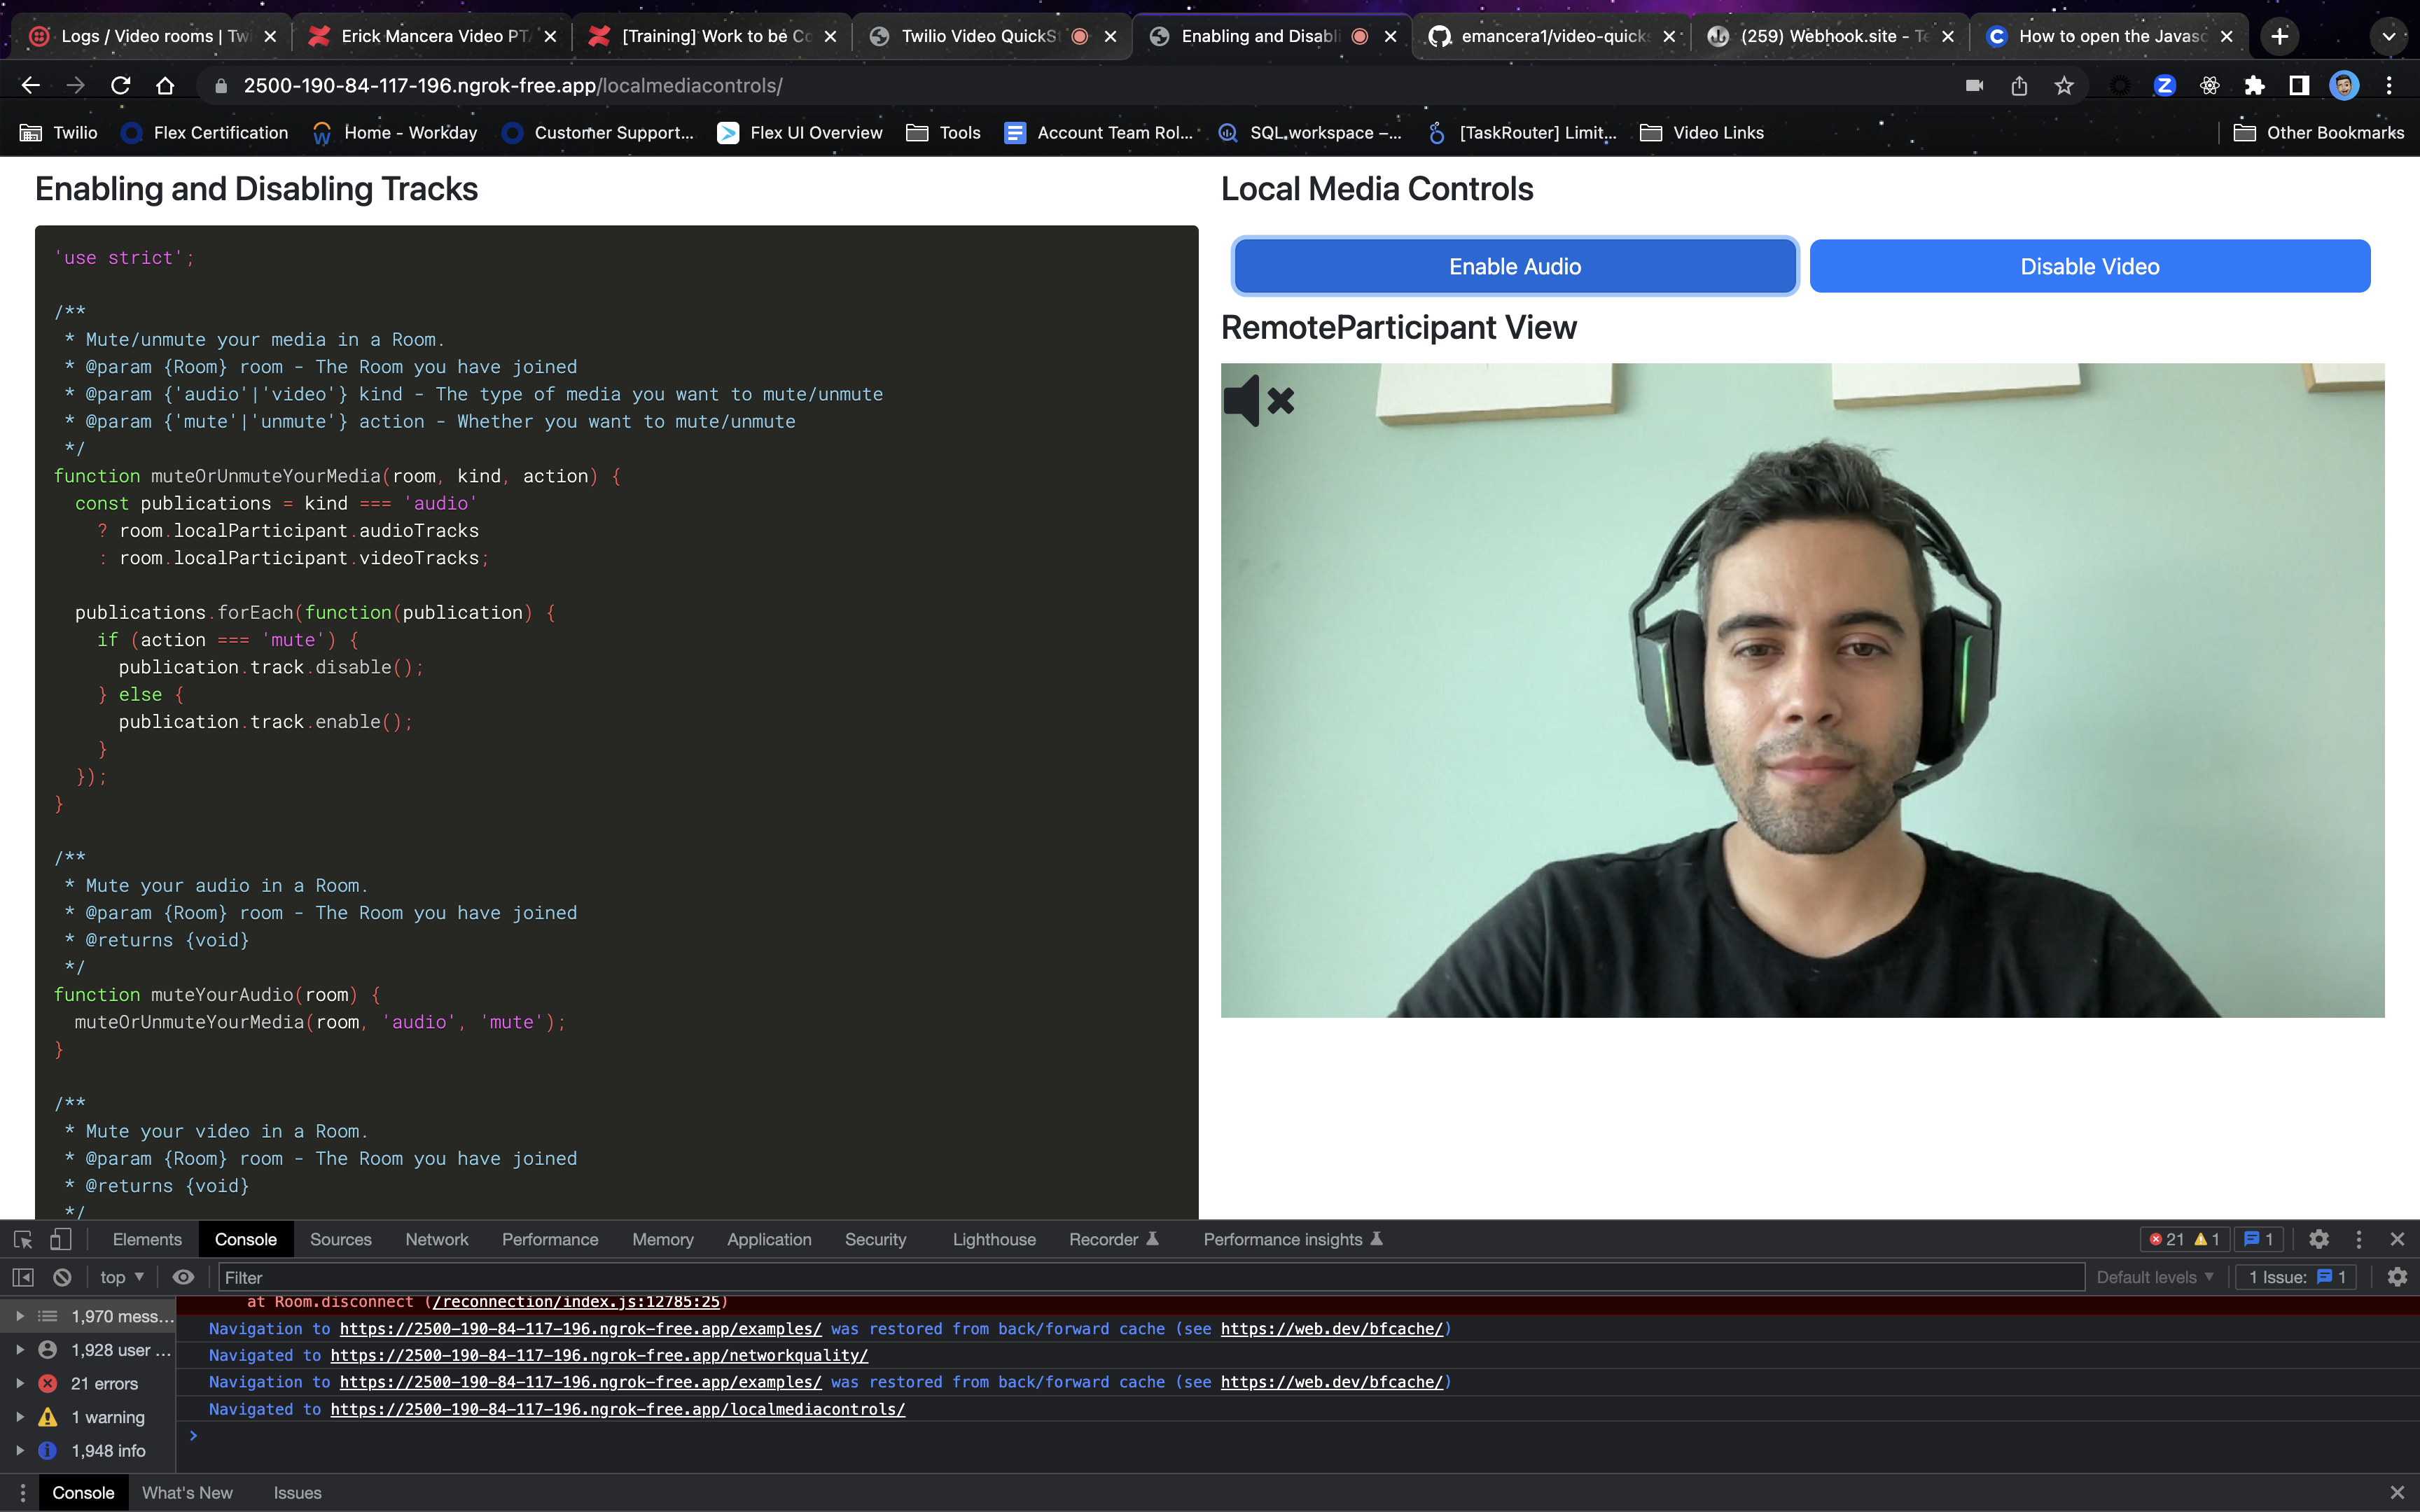 Logs / Video rooms | Twi
Erick Mancera Video PTA
[Training] Work to be Co
Twilio Video QuickSt
Enabling and Disabli
emancera1/video-quicks
(259) Webhook.site - Te
How to open the Javasc
2500-190-84-117-196.ngrok-free.app/localmediacontrols/
Twilio
Flex Certification
Home - Workday
Customer Support...
Flex UI Overview
Tools
Account Team Rol...
SQL.workspace –...
[TaskRouter] Limit...
Video Links
Other Bookmarks
Enabling and Disabling Tracks
'use strict';
/**
* Mute/unmute your media in a Room.
* @param {Room} room - The Room you have joined
* @param {'audio'|'video'} kind - The type of media you want to mute/unmute
* @param {'mute'|'unmute'} action - Whether you want to mute/unmute
*/
function muteOrUnmuteYourMedia(room, kind, action) {
const publications = kind === 'audio'
? room.localParticipant.audioTracks
: room.localParticipant.videoTracks;
publications.forEach(function(publication) {
if (action === 'mute') {
publication.track.disable();
} else {
publication.track.enable();
}
});
}
/**
* Mute your audio in a Room.
* @param {Room} room - The Room you have joined
* @returns {void}
*/
function muteYourAudio(room) {
muteOrUnmuteYourMedia(room, 'audio', 'mute');
}
/**
* Mute your video in a Room.
* @param {Room} room - The Room you have joined
* @returns {void}
*/
Local Media Controls
Enable Audio
Disable Video
RemoteParticipant View
Elements
Console
Sources
Network
Performance
Memory
Application
Security
Lighthouse
Recorder
Performance insights
21
1
1
top
Filter
Default levels
1 Issue: 1
1,970 mess...
1,928 user ...
21 errors
1 warning
1,948 info
at Room.disconnect (/reconnection/index.js:12785:25)
Navigation to https://2500-190-84-117-196.ngrok-free.app/examples/ was restored from back/forward cache (see https://web.dev/bfcache/)
Navigated to https://2500-190-84-117-196.ngrok-free.app/networkquality/
Navigation to https://2500-190-84-117-196.ngrok-free.app/examples/ was restored from back/forward cache (see https://web.dev/bfcache/)
Navigated to https://2500-190-84-117-196.ngrok-free.app/localmediacontrols/
>
Console
What's New
Issues